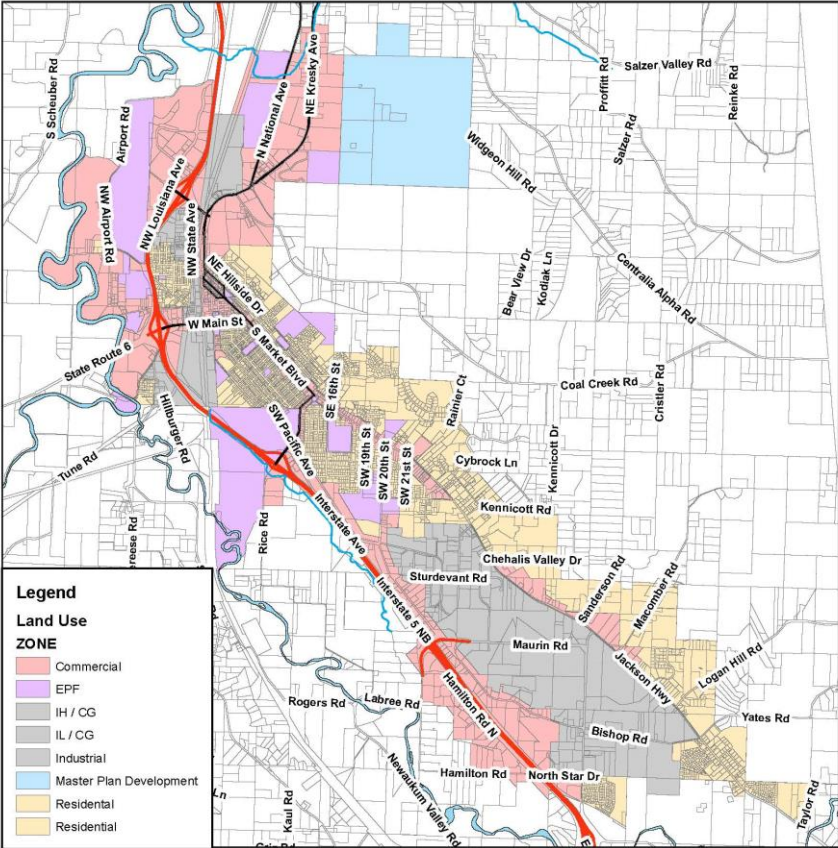 S Scheuber Rd
Airport Rd
N National Ave
NE Kresky Ave
Proffitt Rd
Salzer Valley Rd
Reinke Rd
Salzer Rd
Widgeon Hill Rd
NW Louisiana Ave
NW Airport Rd
NW State Ave
NE Hillside Dr
Bear View Dr
Kodiak Ln
Centralia Alpha Rd
W Main St
S Market Blvd
State Route 6
SE 16th St
Rainier Ct
Coal Creek Rd
Cristler Rd
Hillburger Rd
SW Pacific Ave
SW 19th St
SW 20th St
SW 21st St
Cybrock Ln
Kennicott Dr
Tune Rd
Kennicott Rd
Rice Rd
Interstate Ave
Chehalis Valley Dr
Sturdevant Rd
Sanderson Rd
Macomber Rd
Interstate 5 NB
Maurin Rd
Jackson Hwy
Logan Hill Rd
Hamilton Rd N
Rogers Rd
Labree Rd
Yates Rd
Bishop Rd
Newaukum Valley Rd
Hamilton Rd
North Star Dr
Kaul Rd
Taylor Rd
Ln
Legend
Land Use
ZONE
Commercial
EPF
IH / CG
IL / CG
Industrial
Master Plan Development
Residental
Residential